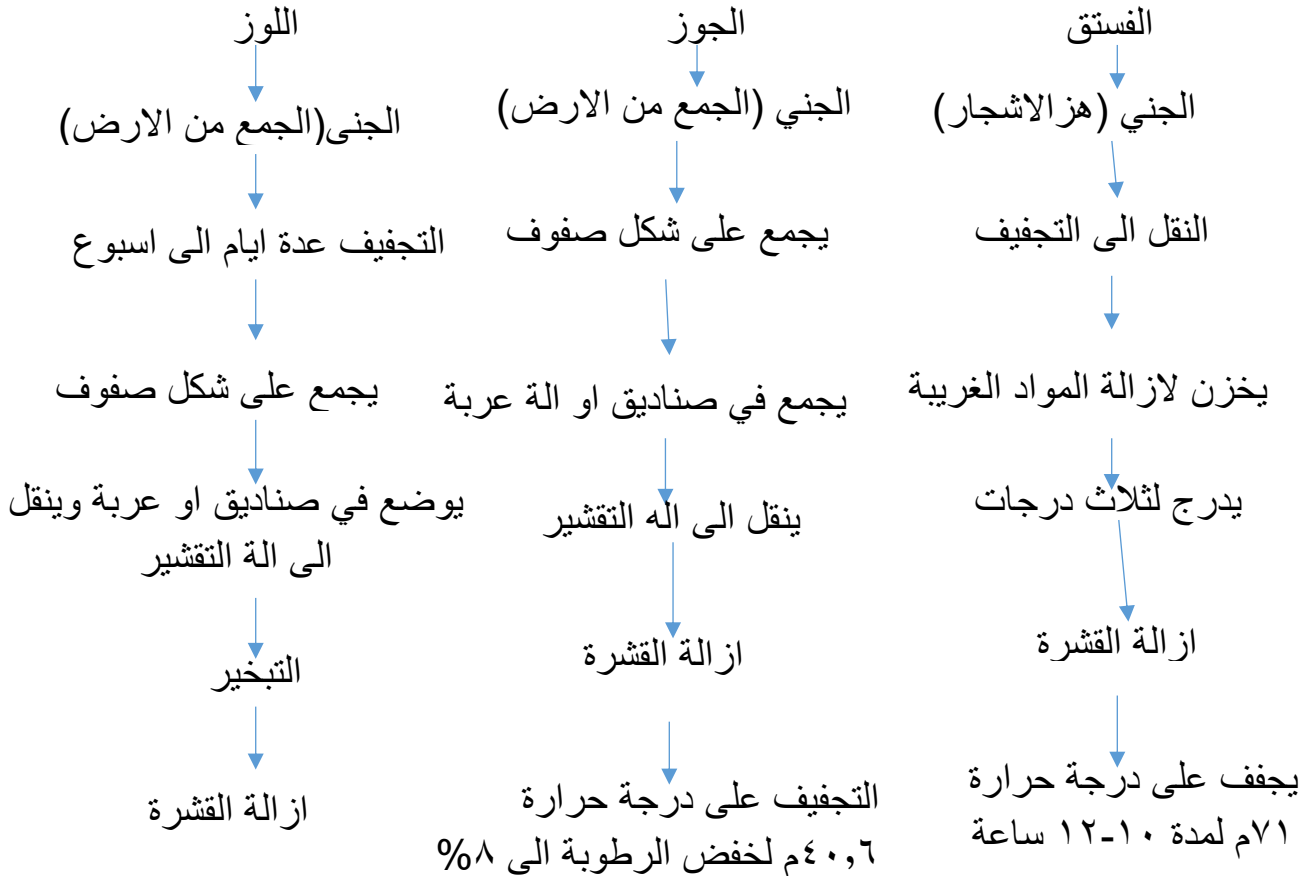 الفستق
الجني (هزالاشجار)
النقل الى التجفيف
يخزن لازالة المواد الغريبة
يدرج لثلاث درجات
ازالة القشرة
يجفف على درجة حرارة
٧١م لمدة ١٠-١٢ ساعة
الجوز
الجني (الجمع من الارض)
يجمع على شكل صفوف
يجمع في صناديق او الة عربة
ينقل الى اله التقشير
ازالة القشرة
التجفيف على درجة حرارة
٤٠,٦م لخفض الرطوبة الى ٨%
اللوز
الجنى(الجمع من الارض)
التجفيف عدة ايام الى اسبوع
يجمع على شكل صفوف
يوضع في صناديق او عربة وينقل
الى الة التقشير
التبخير
ازالة القشرة